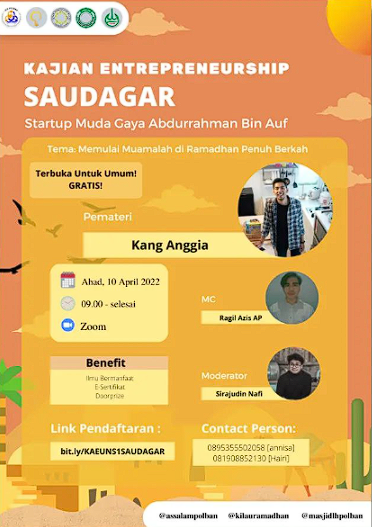 KAJIAN ENTREPRENEURSHIP
SAUDAGAR
Startup Muda Gaya Abdurrahman Bin Auf
Tema: Memulai Muamalah di Ramadhan Penuh Berkah
Terbuka Untuk Umum!
GRATIS!
Pemateri
Kang Anggia
Ahad, 10 April 2022
09.00 - selesai
Zoom
MC
Ragil Azis AP
Benefit
Ilmu Bermanfaat
E-Sertifikat
Doorprize
Moderator
Sirajudin Nafi
Link Pendaftaran :
bit.ly/KAEUNS1SAUDAGAR
Contact Person:
0895355502058 [annisa]
081908852130 [Hairi]
@assalampolban @kilauramadhan @masjidlhpolban